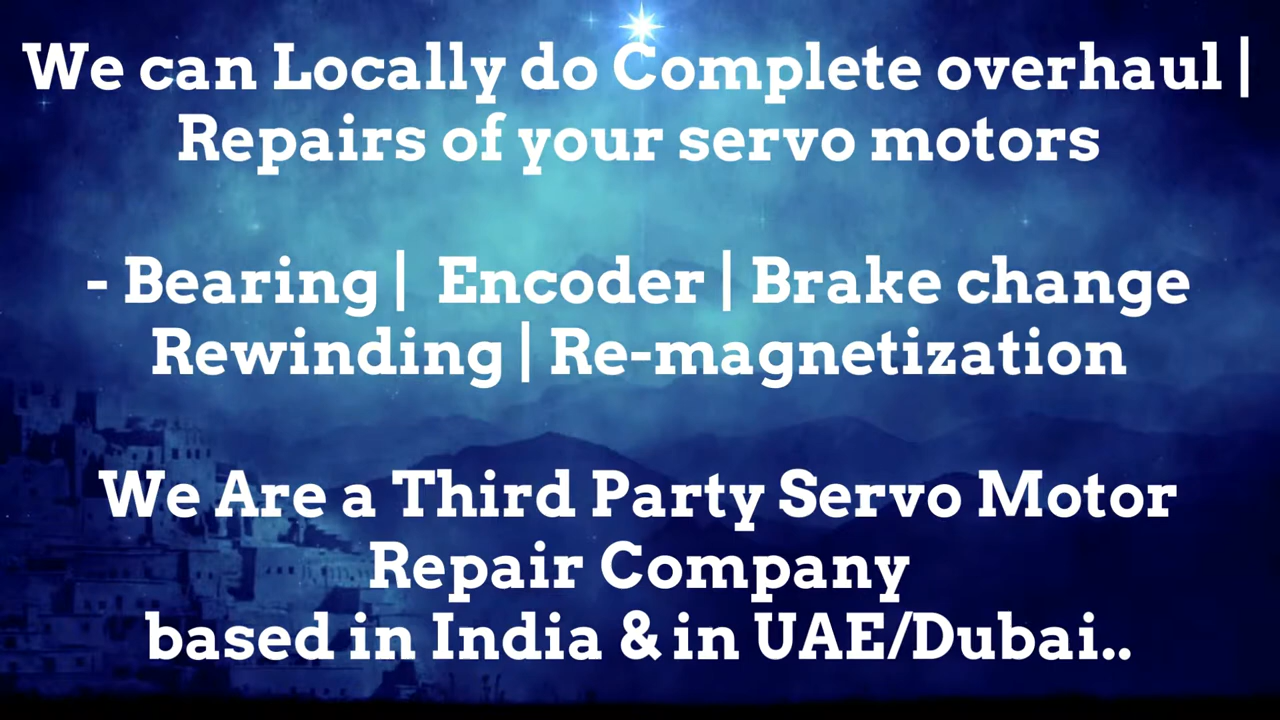 We can Locally do Complete overhaul |
Repairs of your servo motors
- Bearing | Encoder | Brake change
Rewinding | Re-magnetization
We Are a Third Party Servo Motor
Repair Company
based in India & in UAE/Dubai..